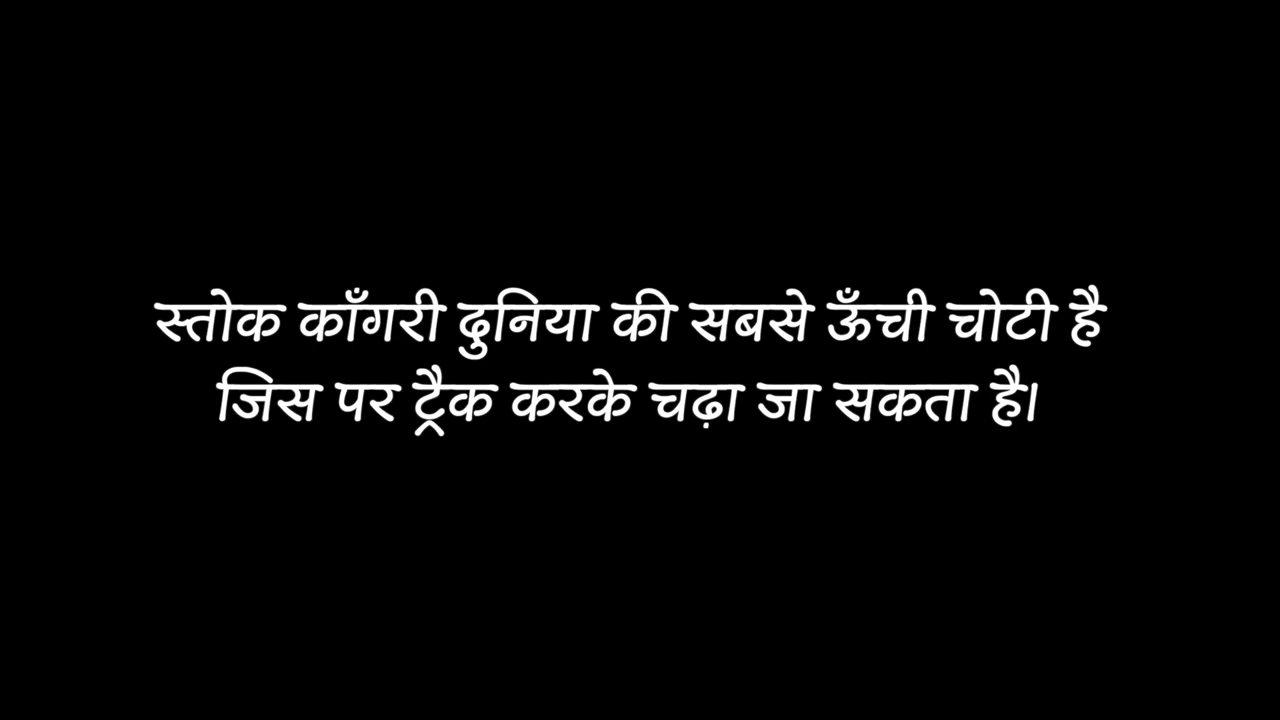 स्तोक काँगरी दुनिया की सबसे ऊँची चोटी है
जिस पर ट्रैक करके चढ़ा जा सकता है।